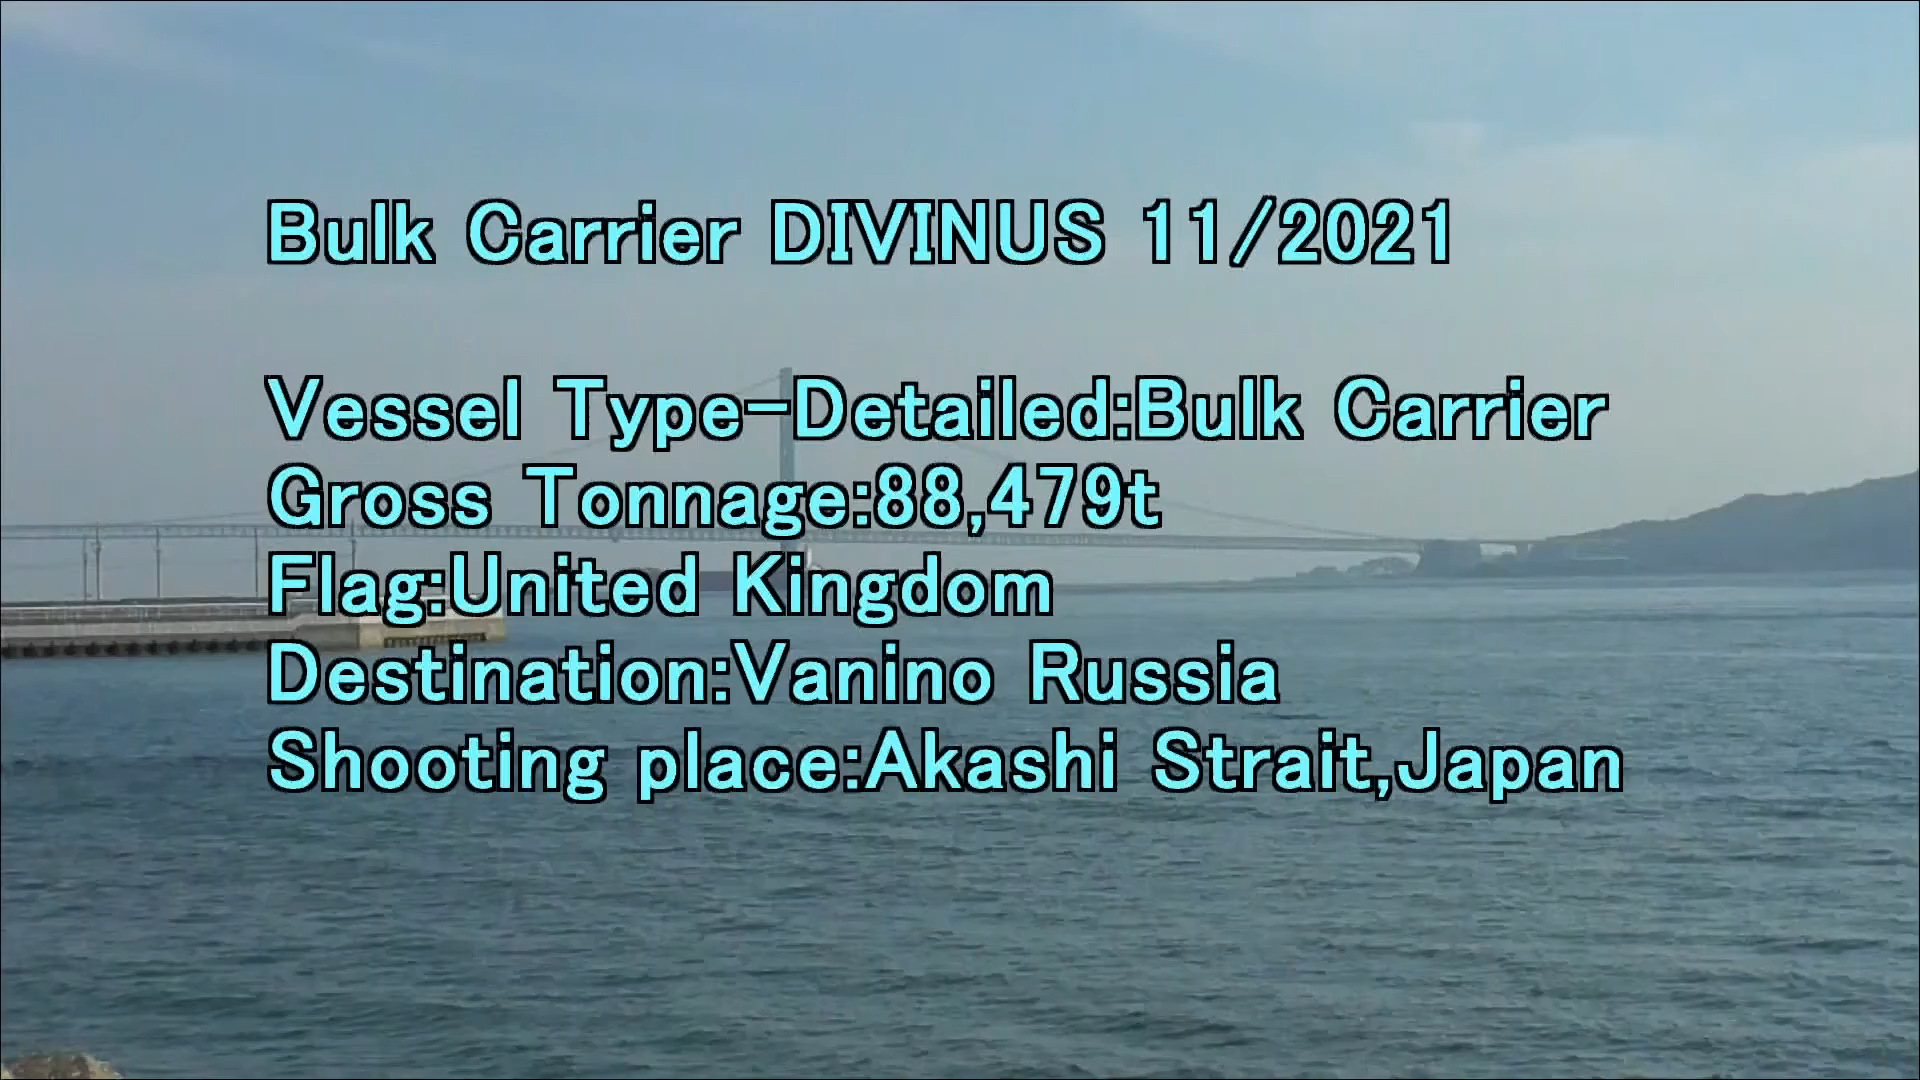 Bulk Carrier DIVINUS 11/2021
Vessel Type-Detailed:Bulk Carrier
Gross Tonnage:88,479t
Flag:United Kingdom
Destination:Vanino Russia
Shooting place:Akashi Strait,Japan